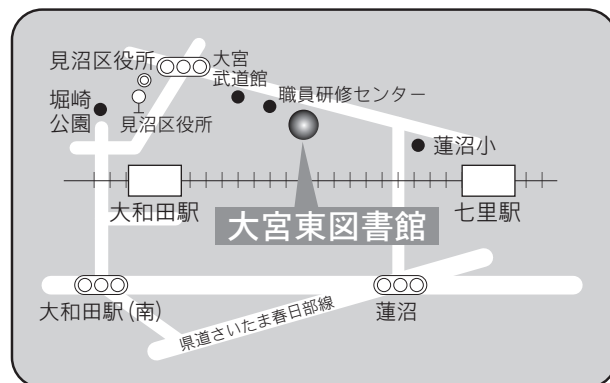 見沼区役所
大宮
武道館
職員研修センター
堀崎
公園
見沼区役所
蓮沼小
大和田駅
七里駅
大宮東図書館
大和田駅(南)
県道さいたま春日部線
蓮沼